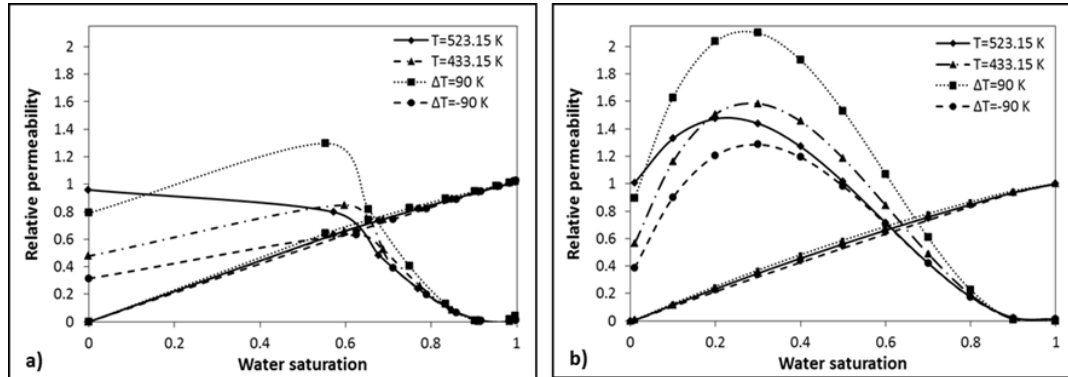 2
1.8
1.6
1.4
1.2
1
0.8
0.6
0.4
0.2
0
Relative permeability
T=523.15 K
T=433.15 K
ΔT=90 K
ΔT=-90 K
0 0.2 0.4 0.6 0.8 1
a) Water saturation
2
1.8
1.6
1.4
1.2
1
0.8
0.6
0.4
0.2
0
Relative permeability
T=523.15 K
T=433.15 K
ΔT=90 K
ΔT=-90 K
0 0.2 0.4 0.6 0.8 1
b) Water saturation